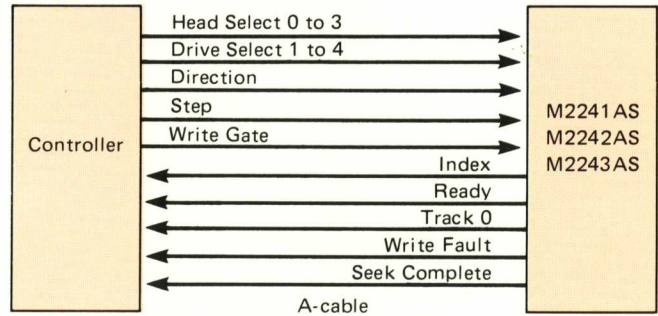 Head Select 0 to 3
Drive Select 1 to 4
Direction
Step
Write Gate
Index
Ready
Track 0
Write Fault
Seek Complete
A-cable
Controller
M2241AS
M2242AS
M2243AS